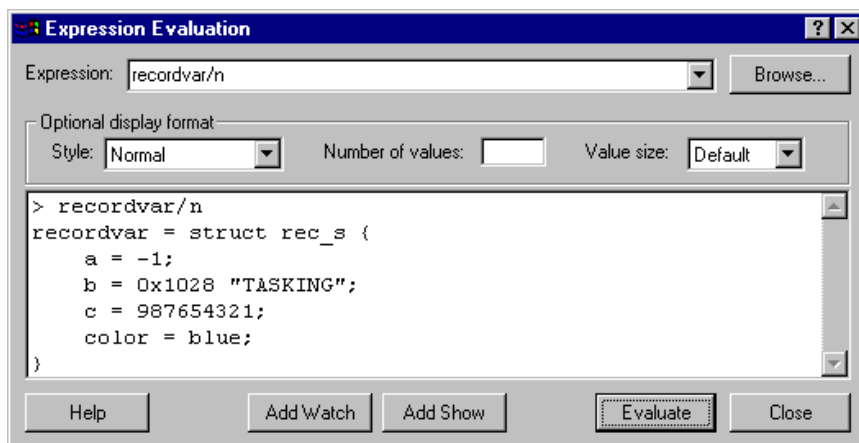 Expression Evaluation
Expression: recordvar/n Browse...
Optional display format
Style: Normal Number of values: Value size: Default
> recordvar/n
recordvar = struct rec_s {
    a = -1;
    b = 0x1028 "TASKING";
    c = 987654321;
    color = blue;
}
Help Add Watch Add Show Evaluate Close